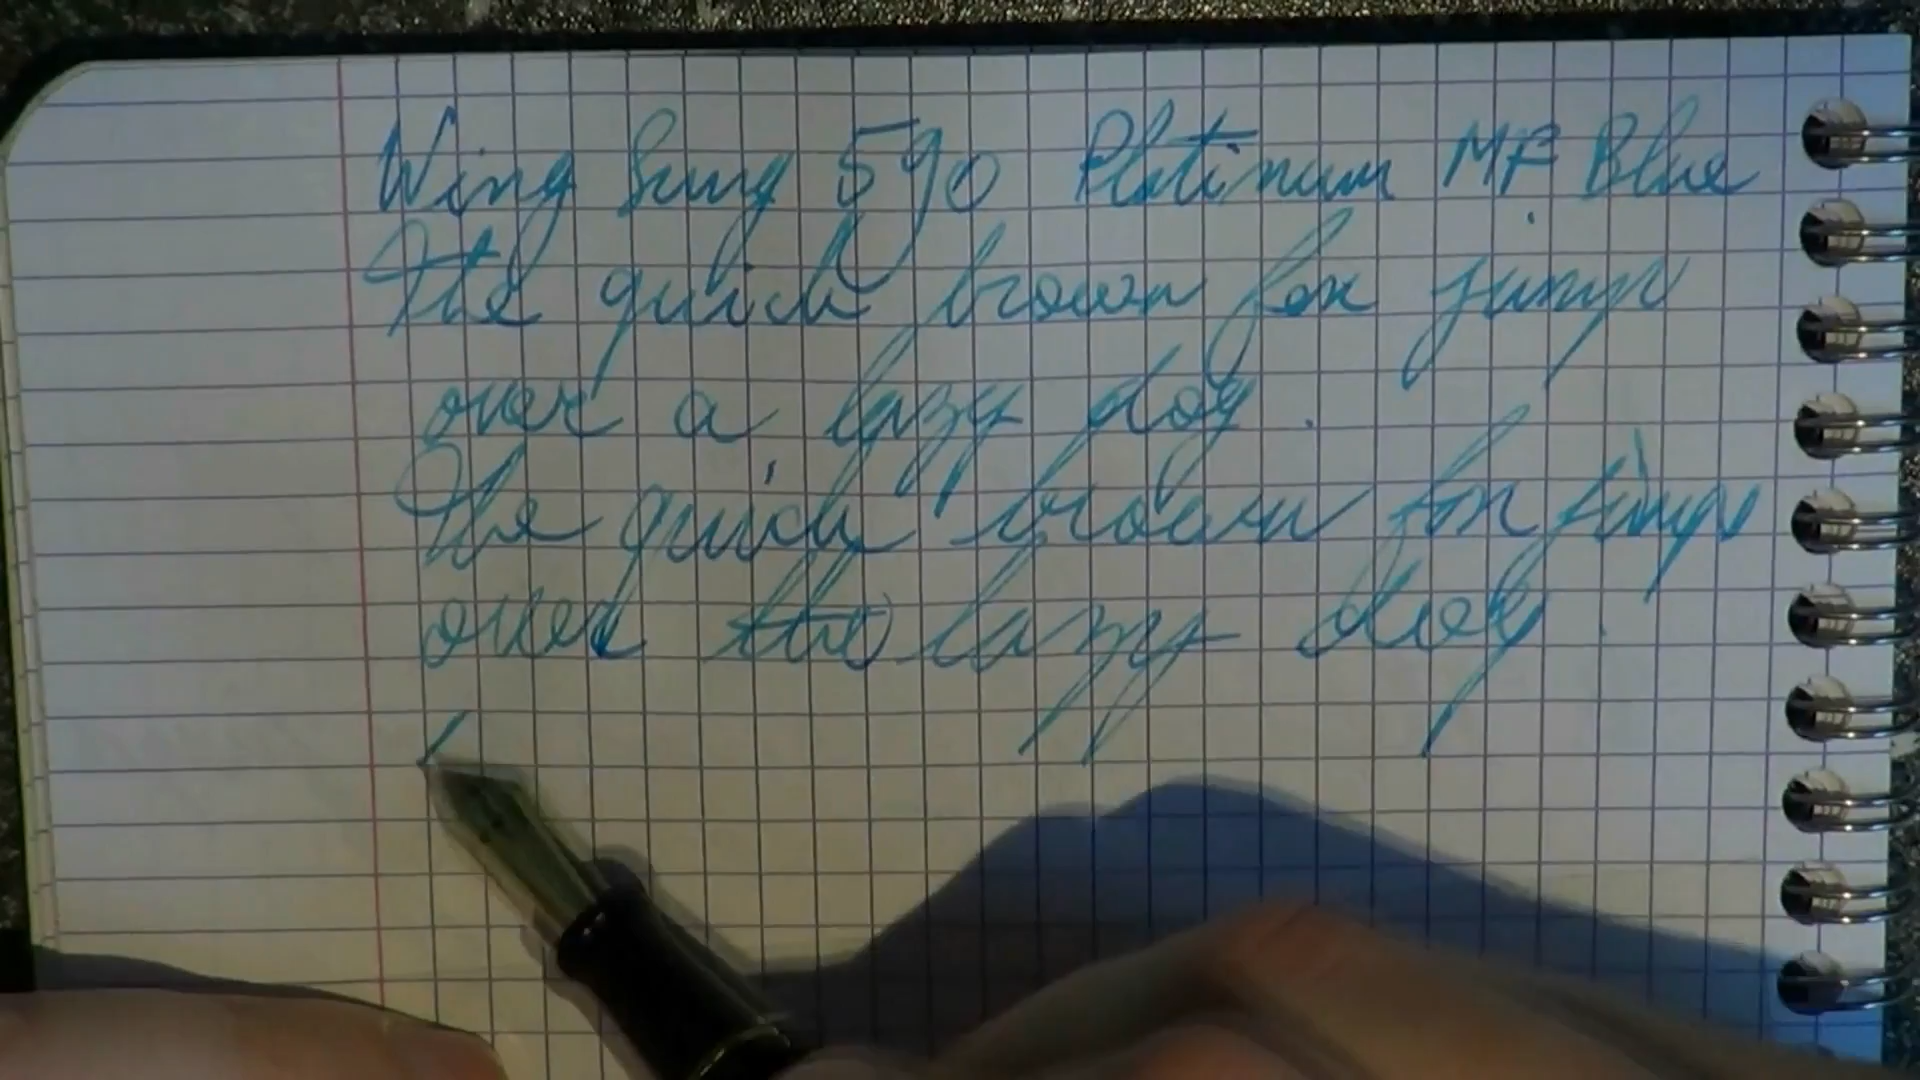 Wing Sung 590 Platinum MF Blue
The quick brown fox jump
over a lazy dog.
The quick brown fox jumps
over the lazy dog.